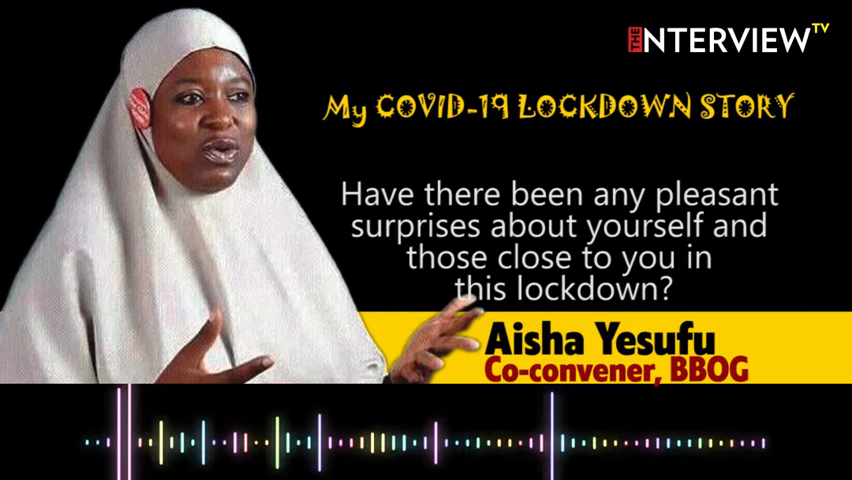 THE INTERVIEW TV
My COVID-19 LOCKDOWN STORY
Have there been any pleasant
surprises about yourself and
those close to you in
this lockdown?
Aisha Yesufu
Co-convener, BBOG